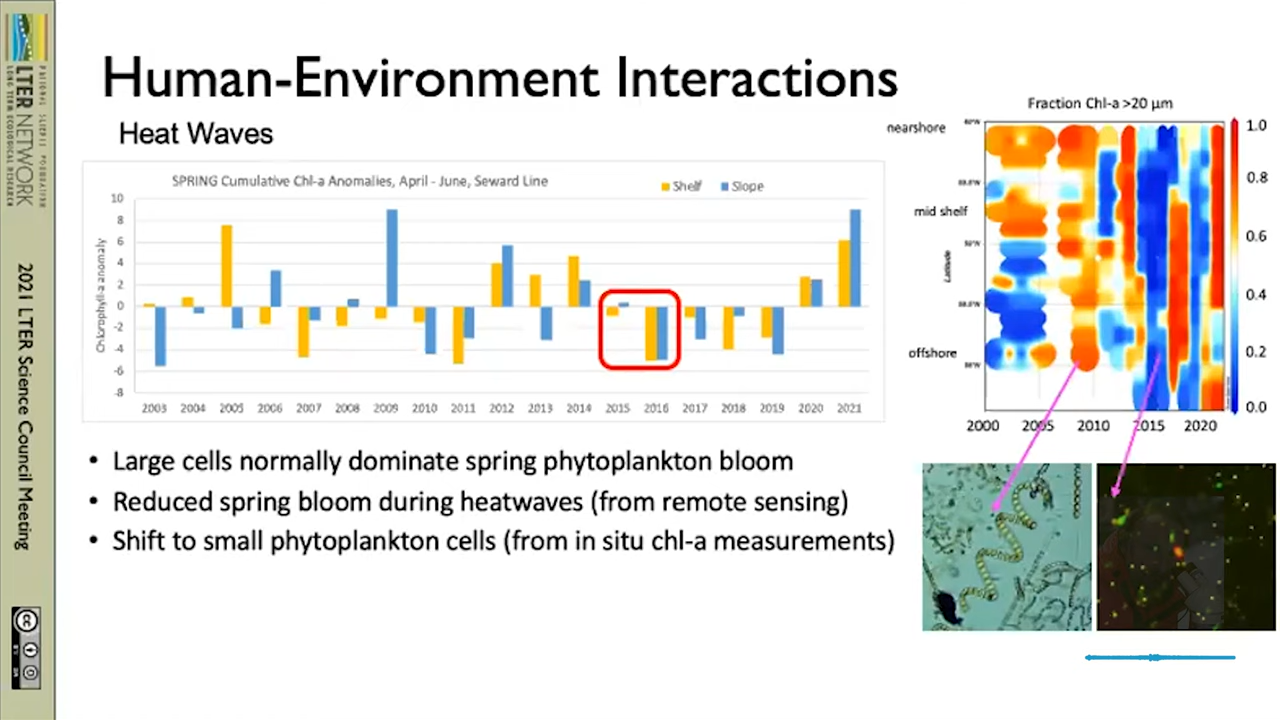 Human-Environment Interactions
Heat Waves
SPRING Cumulative Chl-a Anomalies, April - June, Seward Line
Shelf
Slope
Chlorophyll-a anomaly
10
8
6
4
2
0
-2
-4
-6
-8
2003 2004 2005 2006 2007 2008 2009 2010 2011 2012 2013 2014 2015 2016 2017 2018 2019 2020 2021
Fraction Chl-a >20 µm
nearshore
mid shelf
offshore
Latitude
1.0
0.8
0.6
0.4
0.2
0.0
2000 2005 2010 2015 2020
• Large cells normally dominate spring phytoplankton bloom
• Reduced spring bloom during heatwaves (from remote sensing)
• Shift to small phytoplankton cells (from in situ chl-a measurements)
NATIONAL SCIENCE FOUNDATION
LTER NETWORK
LONG TERM ECOLOGICAL RESEARCH
2021 LTER Science Council Meeting
cc